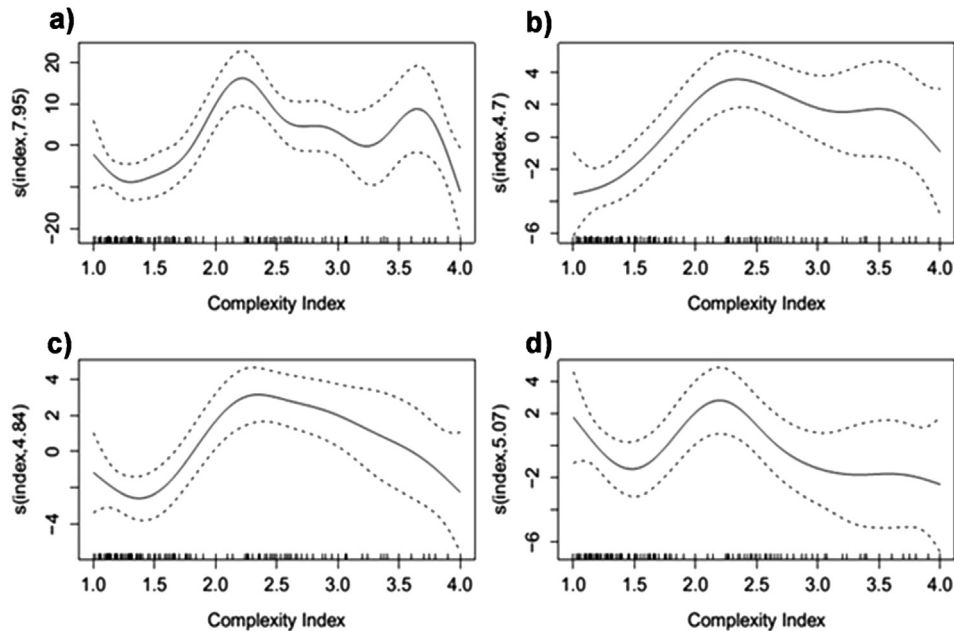 a)
s(index,7.95)
20
10
0
−20
1.0 1.5 2.0 2.5 3.0 3.5 4.0
Complexity Index
b)
s(index,4.7)
4
2
0
−2
−6
1.0 1.5 2.0 2.5 3.0 3.5 4.0
Complexity Index
c)
s(index,4.84)
4
2
0
−4
1.0 1.5 2.0 2.5 3.0 3.5 4.0
Complexity Index
d)
s(index,5.07)
4
2
−2
−6
1.0 1.5 2.0 2.5 3.0 3.5 4.0
Complexity Index